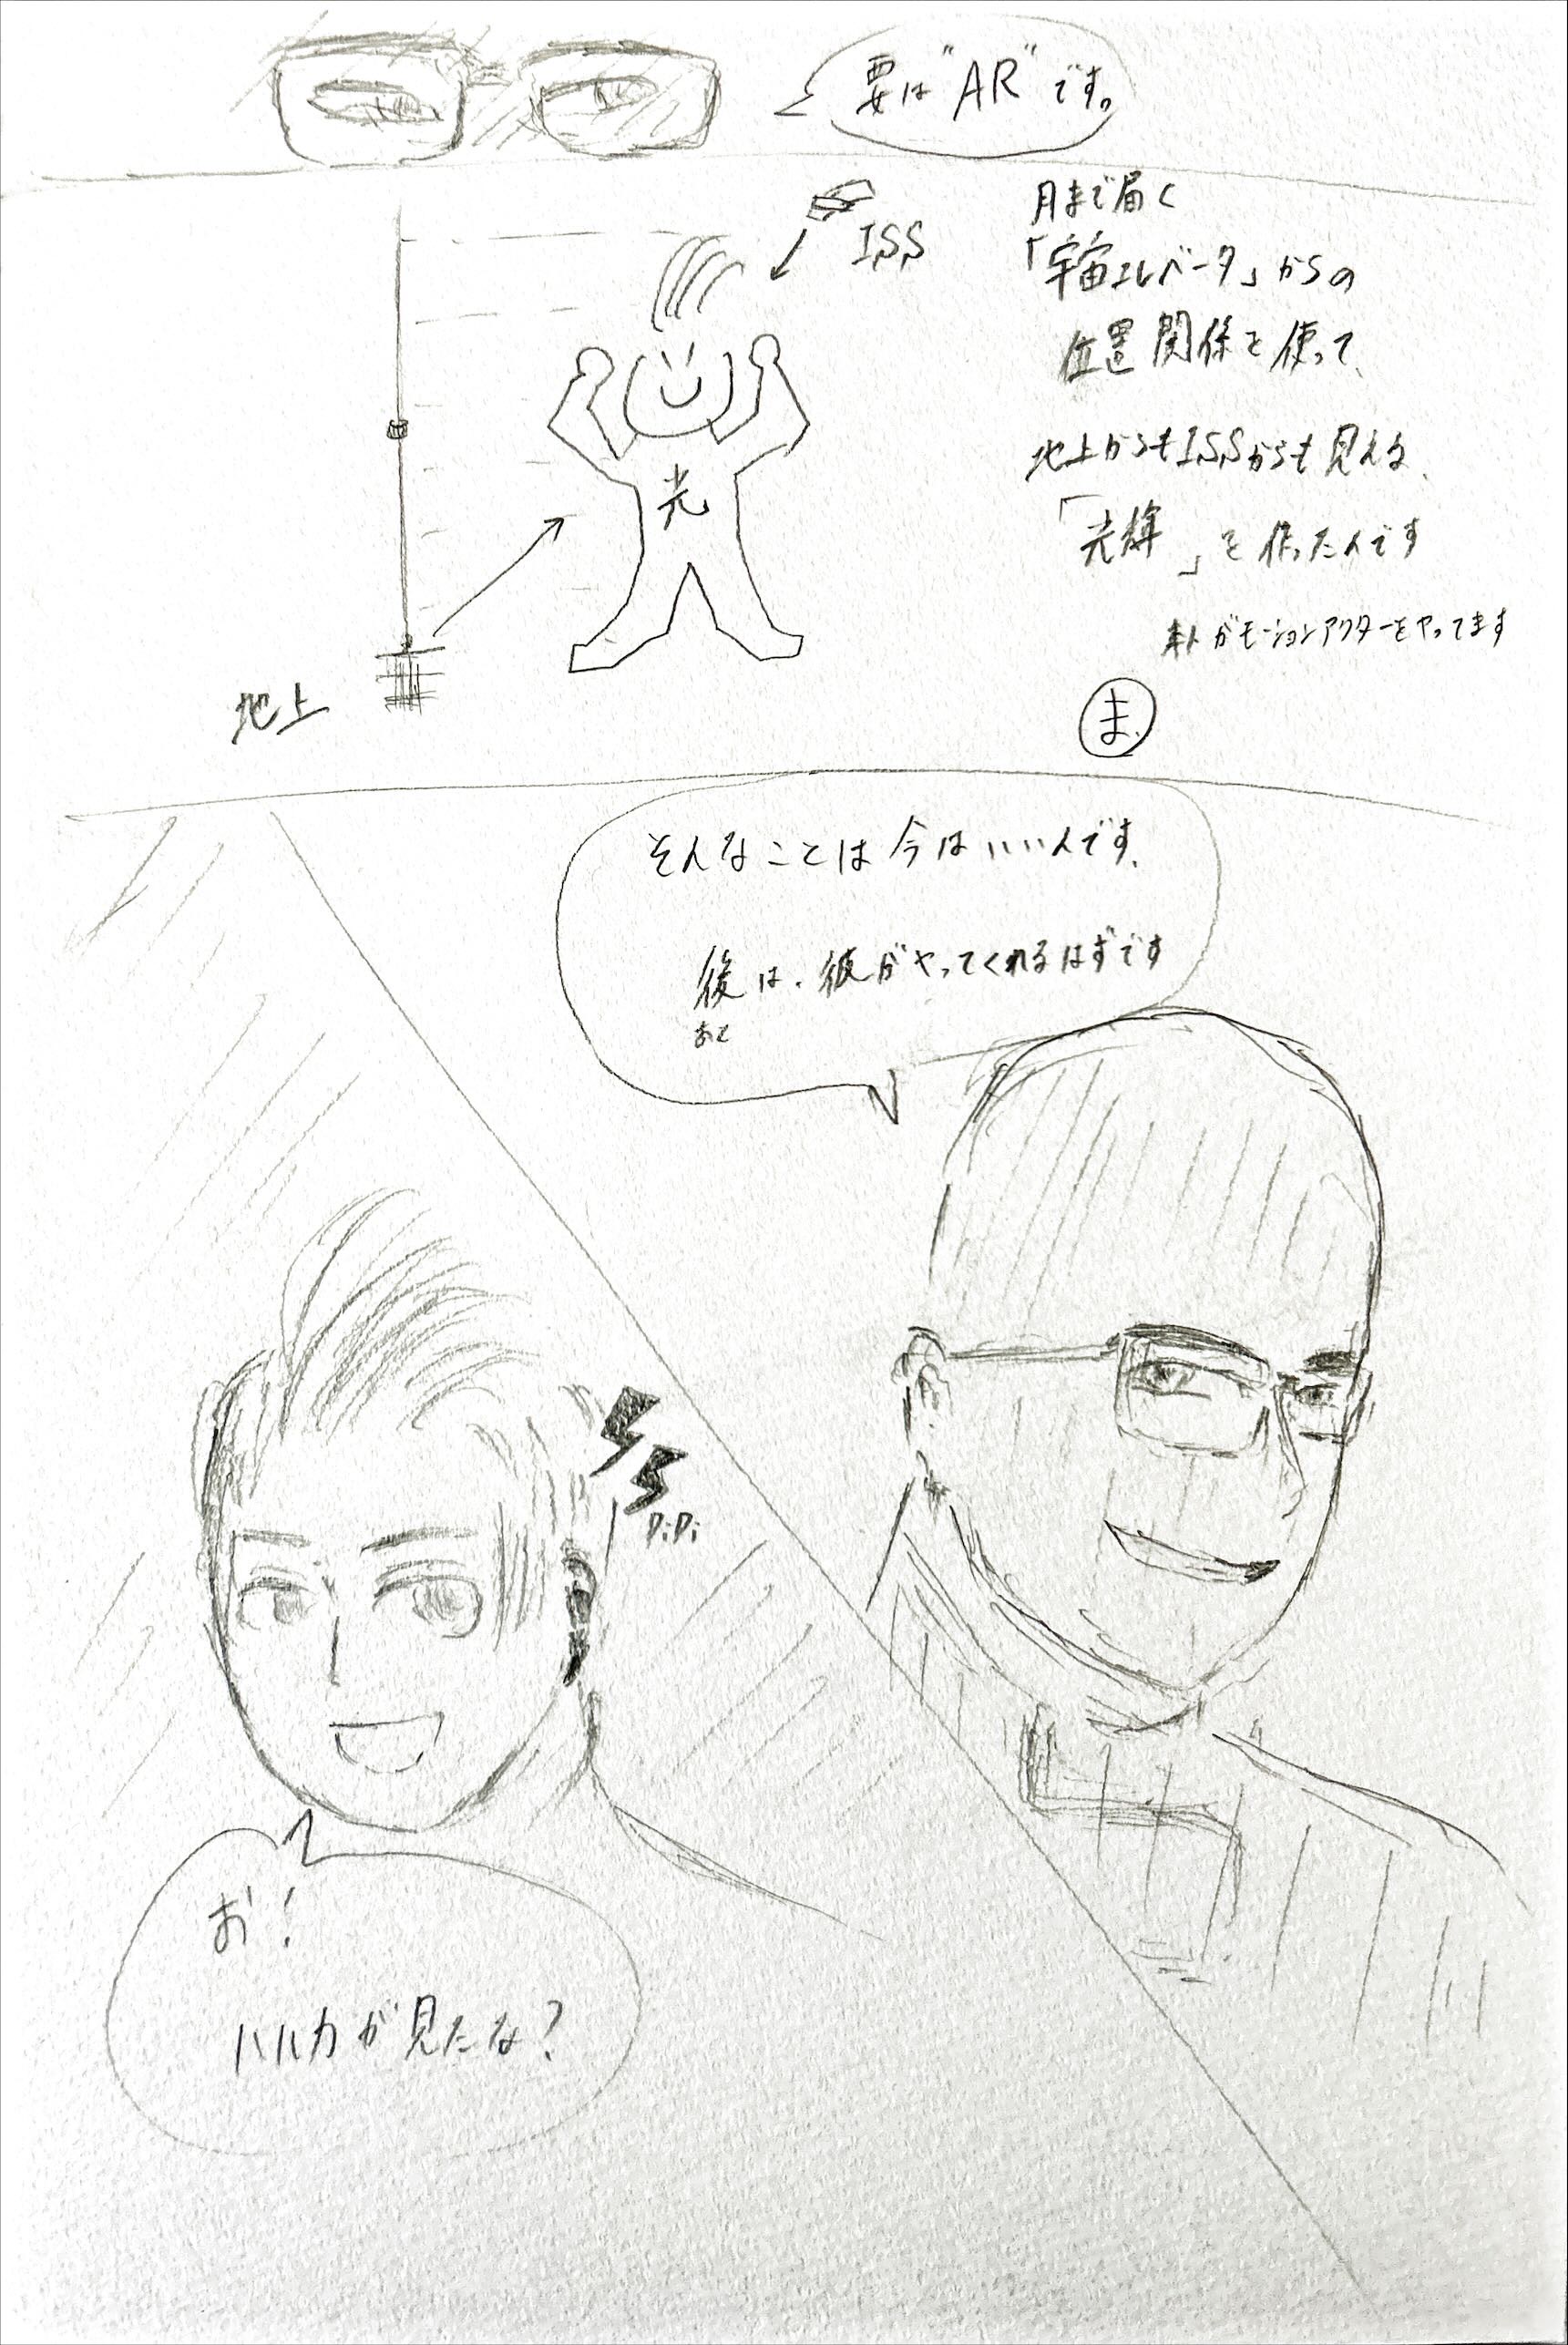 要は"AR"です。
ISS
月まで届く
「宇宙エレベータ」からの
位置関係を使って、
地上からもISSからも見える、
「光輝」を作ったんです
本人がモーションアクターをやってます
光
地上
ま、
そんなことは今はいいんです、
後は、彼がやってくれるはずです
あと
PiPi
お!
ハルカが見たな?